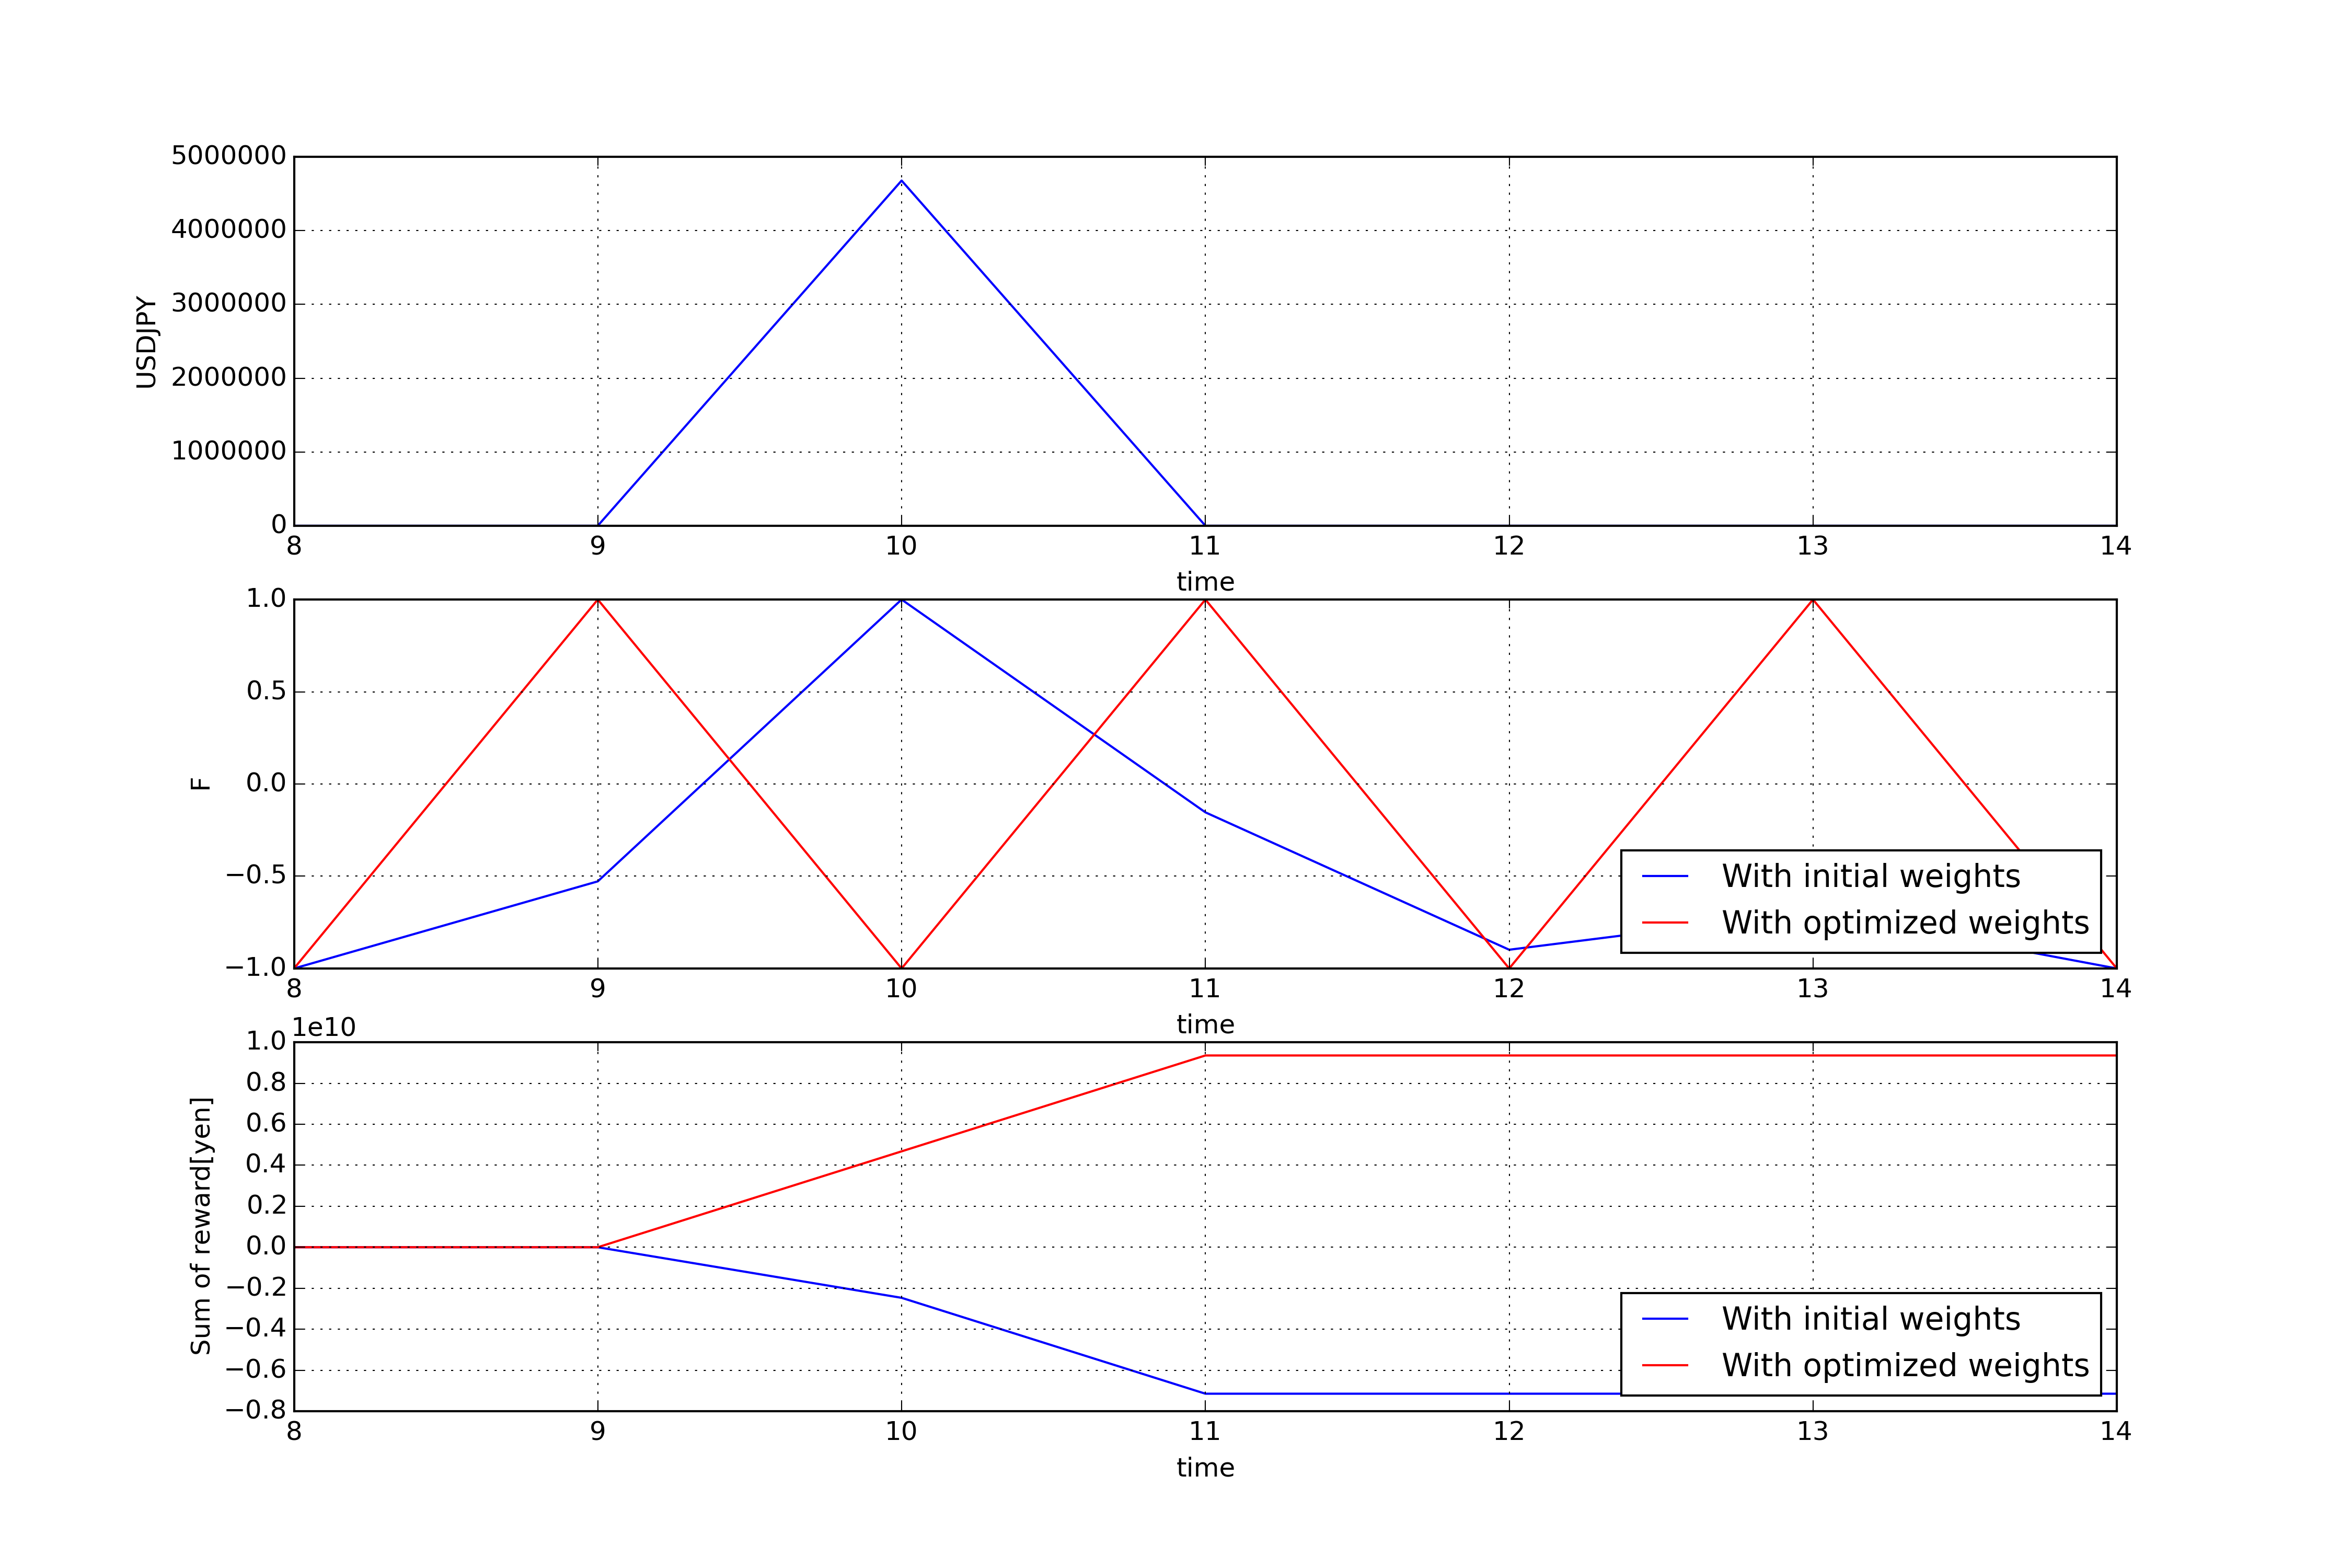 5000000
4000000
3000000
2000000
1000000
0
USDJPY
8 9 10 11 12 13 14
time
1.0
0.5
0.0
−0.5
−1.0
F
With initial weights
With optimized weights
8 9 10 11 12 13 14
time
1e10
1.0
0.8
0.6
0.4
0.2
0.0
−0.2
−0.4
−0.6
−0.8
Sum of reward[yen]
With initial weights
With optimized weights
8 9 10 11 12 13 14
time